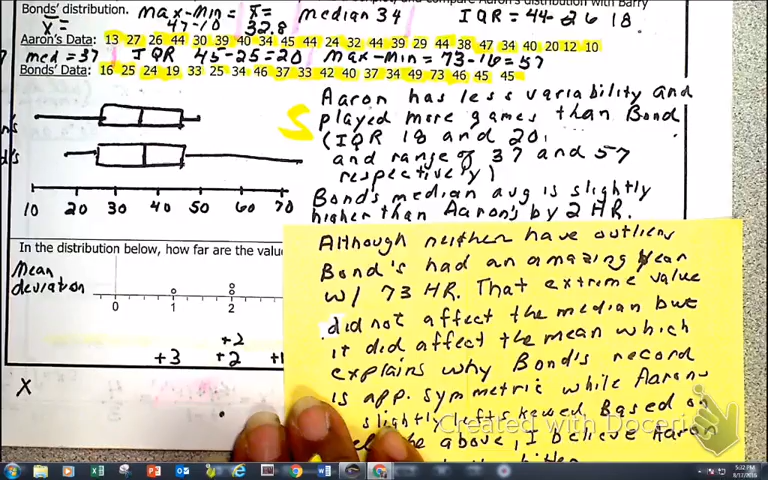 Bonds' distribution. max-min = x̄= median 34 IQR = 44-26 18
x̄= 47-10 32.8
Aaron's Data: 13 27 26 44 30 39 40 34 45 44 24 32 44 39 29 44 38 47 34 40 20 12 10
med = 37 IQR 45-25=20 max-min = 73-16=57
Bonds' Data: 16 25 24 19 33 25 34 46 37 33 42 40 37 34 49 73 46 45 45
Aaron has less variability and
played more games than Bond
(IQR 18 and 20,
and range of 37 and 57
respectively)
Bond's median avg is slightly
higher than Aaron's by 2 HR.
S
10 20 30 40 50 60 70
In the distribution below, how far are the value
Mean
deviation
0 1 2
+2
+3 +2
X
Although neither have outliers
Bond's had an amazing year
w/ 73 HR. That extreme value
did not affect the median but
it did affect the mean which
explains why Bond's record
is app. symmetric while Aarons
slightly left skewed. Based on
above, I believe Aaron
Created with Doceri
5:02 PM